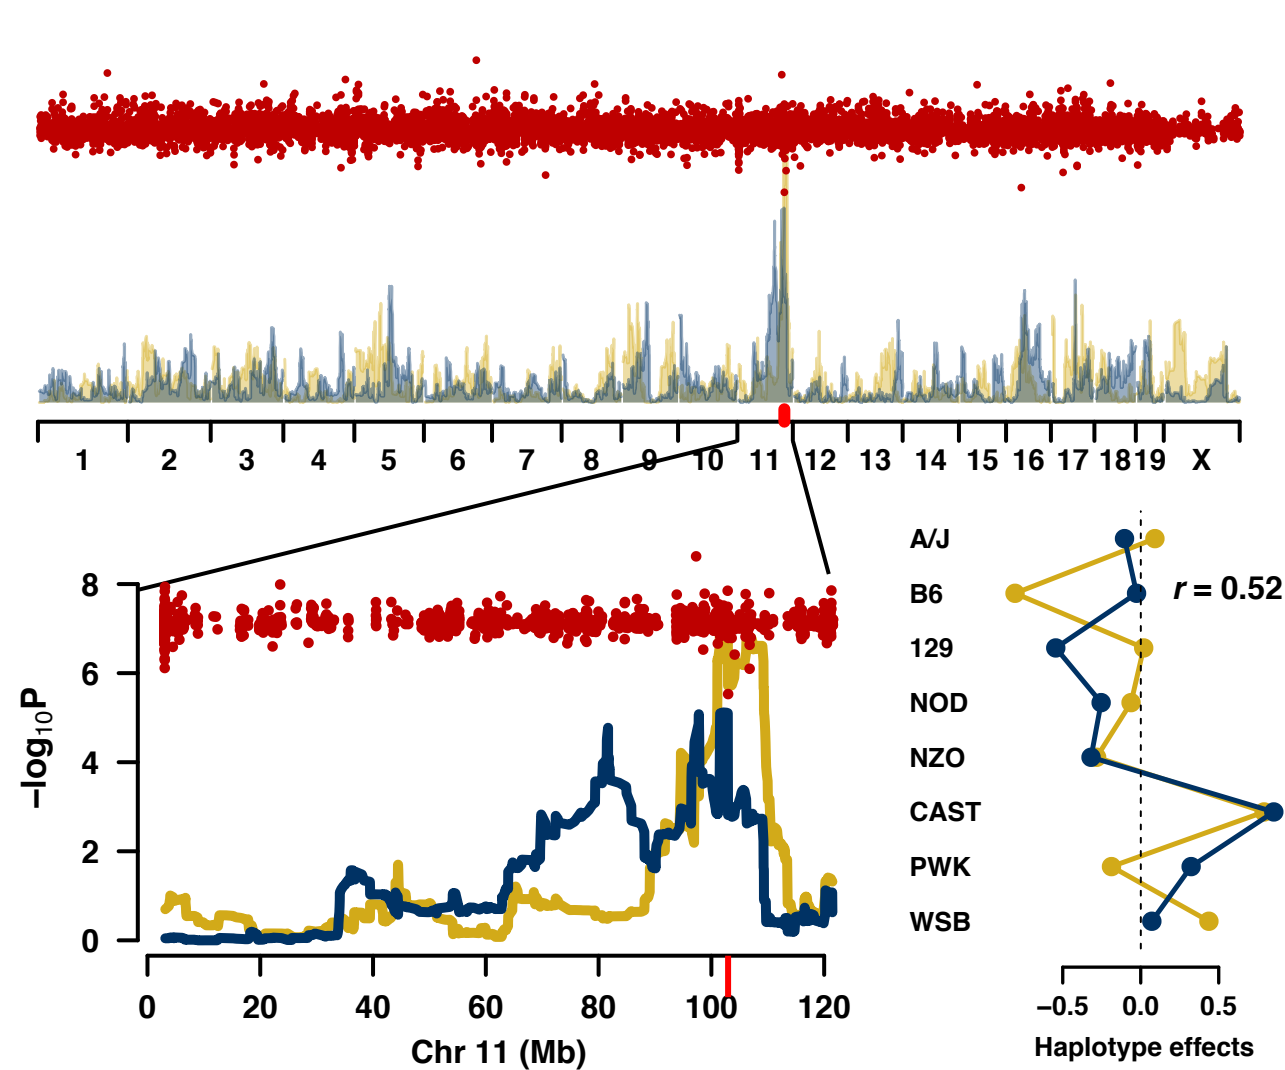 1 2 3 4 5 6 7 8 9 10 11 12 13 14 15 16 17 18 19 X
8
6
4
2
0
–log10P
0 20 40 60 80 100 120
Chr 11 (Mb)
A/J
B6
r = 0.52
129
NOD
NZO
CAST
PWK
WSB
−0.5 0.0 0.5
Haplotype effects